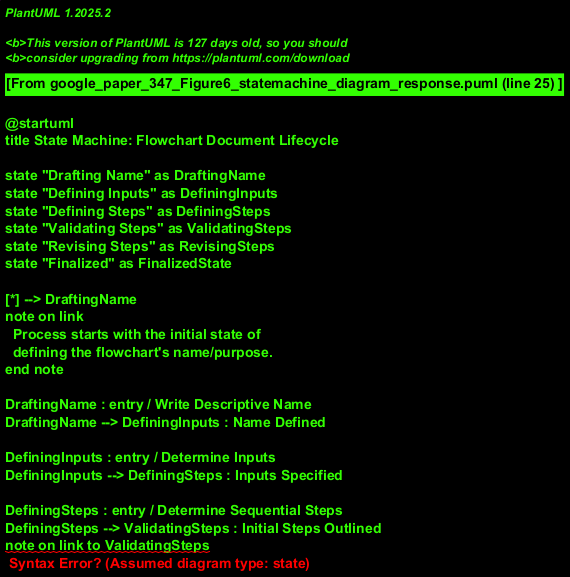 PlantUML 1.2025.2
<b>This version of PlantUML is 127 days old, so you should
<b>consider upgrading from https://plantuml.com/download
[From google_paper_347_Figure6_statemachine_diagram_response.puml (line 25) ]
@startuml
title State Machine: Flowchart Document Lifecycle
state "Drafting Name" as DraftingName
state "Defining Inputs" as DefiningInputs
state "Defining Steps" as DefiningSteps
state "Validating Steps" as ValidatingSteps
state "Revising Steps" as RevisingSteps
state "Finalized" as FinalizedState
[*] --> DraftingName
note on link
Process starts with the initial state of
defining the flowchart's name/purpose.
end note
DraftingName : entry / Write Descriptive Name
DraftingName --> DefiningInputs : Name Defined
DefiningInputs : entry / Determine Inputs
DefiningInputs --> DefiningSteps : Inputs Specified
DefiningSteps : entry / Determine Sequential Steps
DefiningSteps --> ValidatingSteps : Initial Steps Outlined
note on link to ValidatingSteps
Syntax Error? (Assumed diagram type: state)